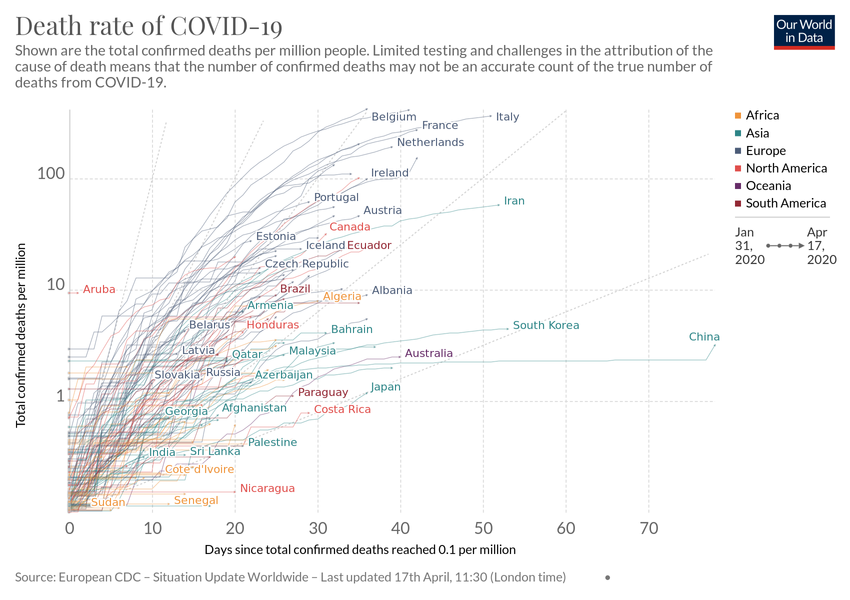 Death rate of COVID-19
Our World
in Data
Shown are the total confirmed deaths per million people. Limited testing and challenges in the attribution of the
cause of death means that the number of confirmed deaths may not be an accurate count of the true number of
deaths from COVID-19.
Total confirmed deaths per million
100
10
1
Belgium
Italy
France
Netherlands
Ireland
Portugal
Iran
Austria
Canada
Estonia
Iceland
Ecuador
Czech Republic
Aruba
Brazil
Algeria
Albania
Armenia
Belarus
Honduras
Bahrain
South Korea
China
Latvia
Qatar
Malaysia
Australia
Slovakia
Russia
Azerbaijan
Japan
Paraguay
Georgia
Afghanistan
Costa Rica
Palestine
India
Sri Lanka
Cote d'Ivoire
Nicaragua
Sudan
Senegal
0
10
20
30
40
50
60
70
Days since total confirmed deaths reached 0.1 per million
Africa
Asia
Europe
North America
Oceania
South America
Jan
31,
2020
Apr
17,
2020
Source: European CDC – Situation Update Worldwide – Last updated 17th April, 11:30 (London time)